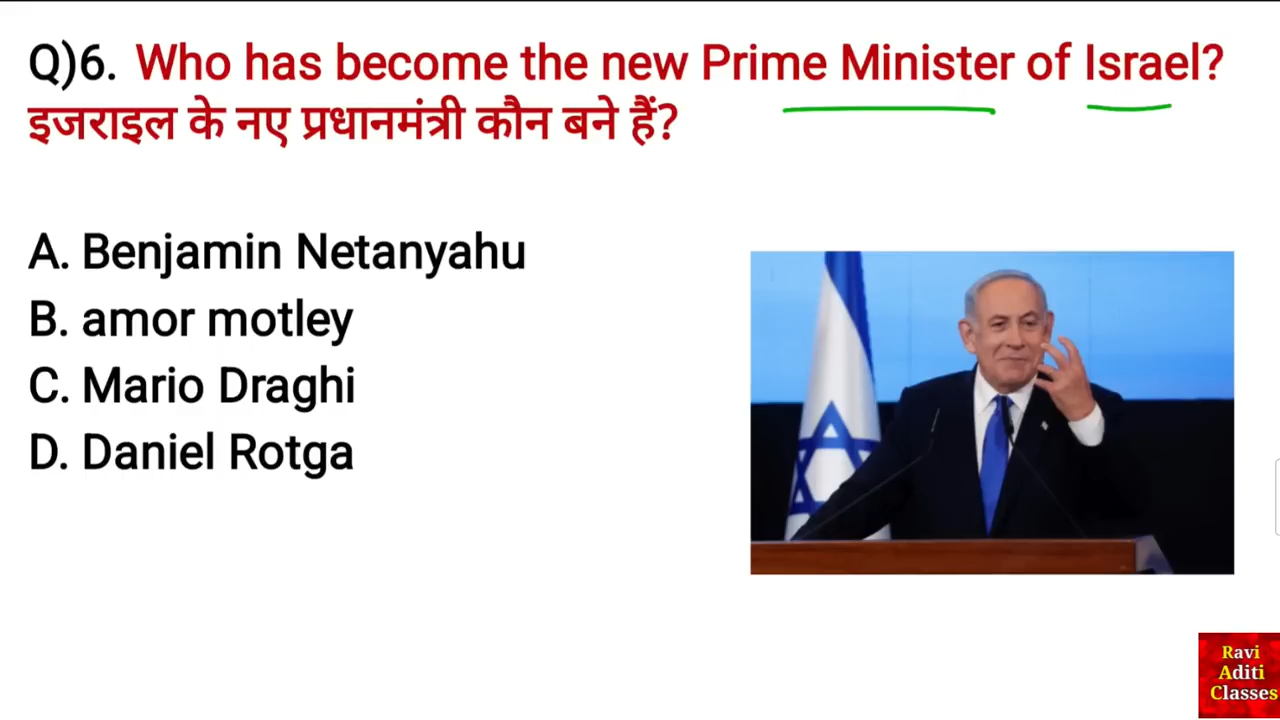 Q)6. Who has become the new Prime Minister of Israel?
इजराइल के नए प्रधानमंत्री कौन बने हैं?
A. Benjamin Netanyahu
B. amor motley
C. Mario Draghi
D. Daniel Rotga
Ravi
Aditi
Classes